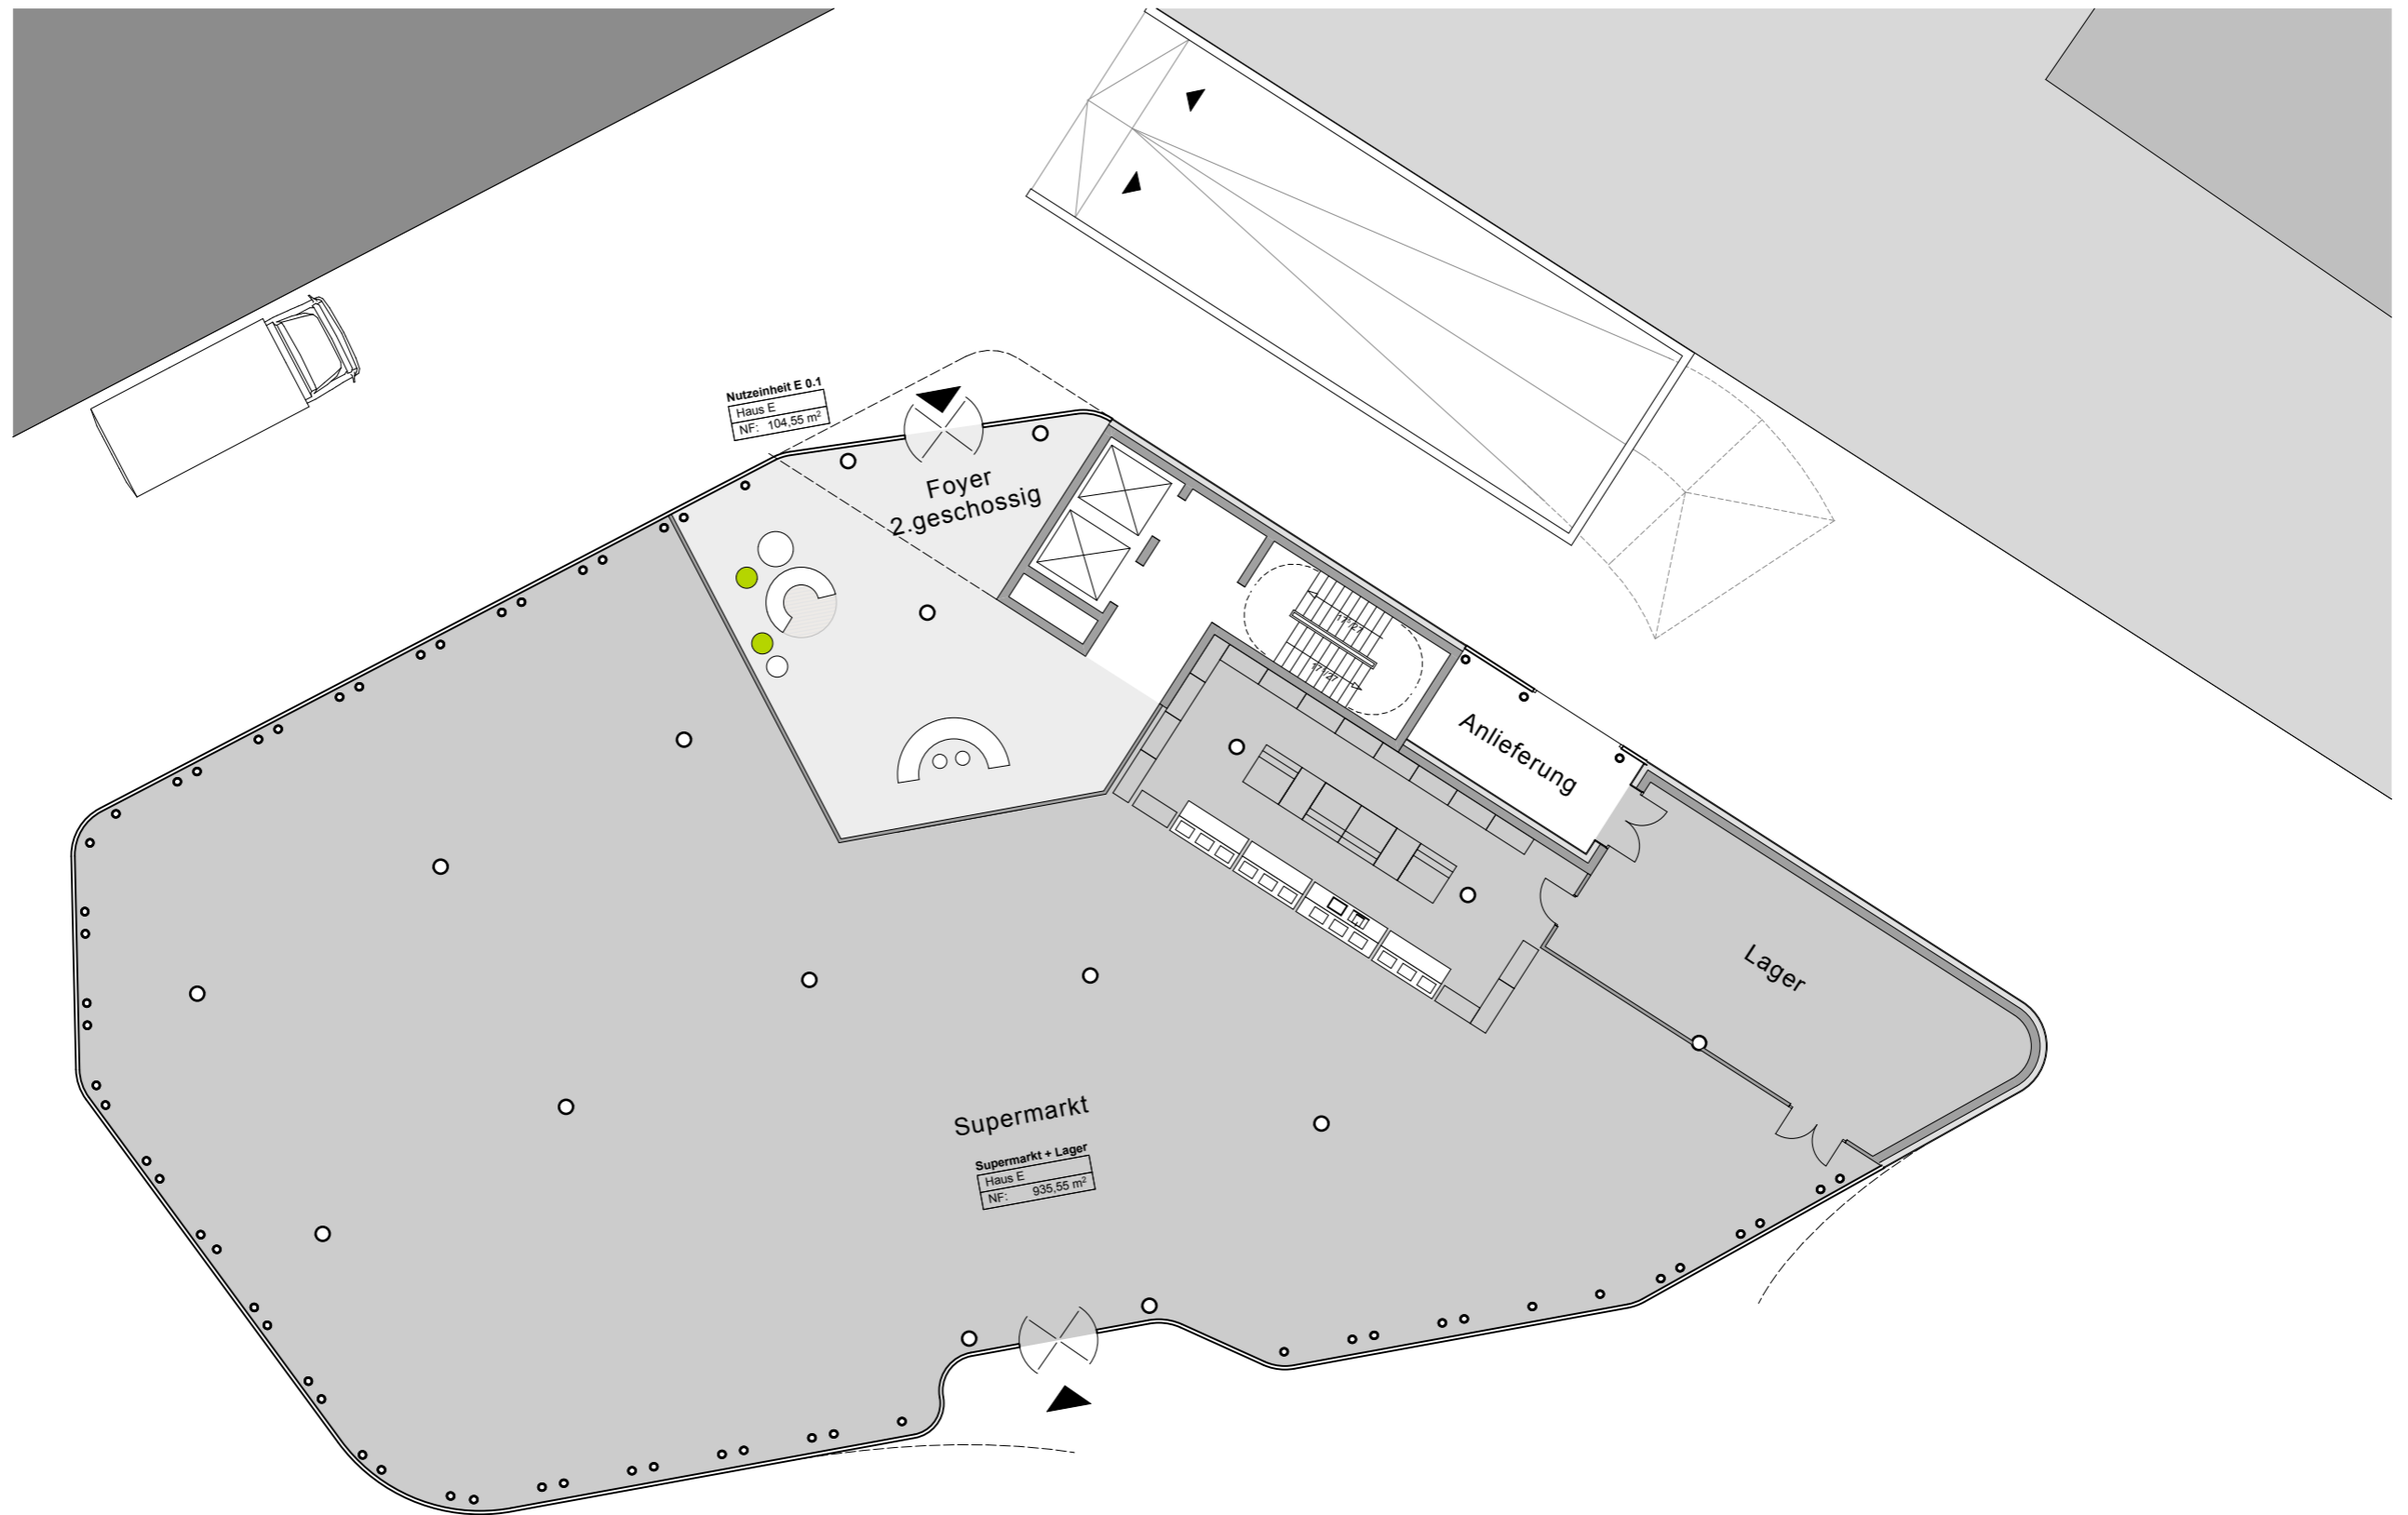 Nutzeinheit E 0.1
Haus E
NF: 104,55 m²
Foyer
2.geschossig
Anlieferung
Lager
Supermarkt
Supermarkt + Lager
Haus E
NF: 935,55 m²